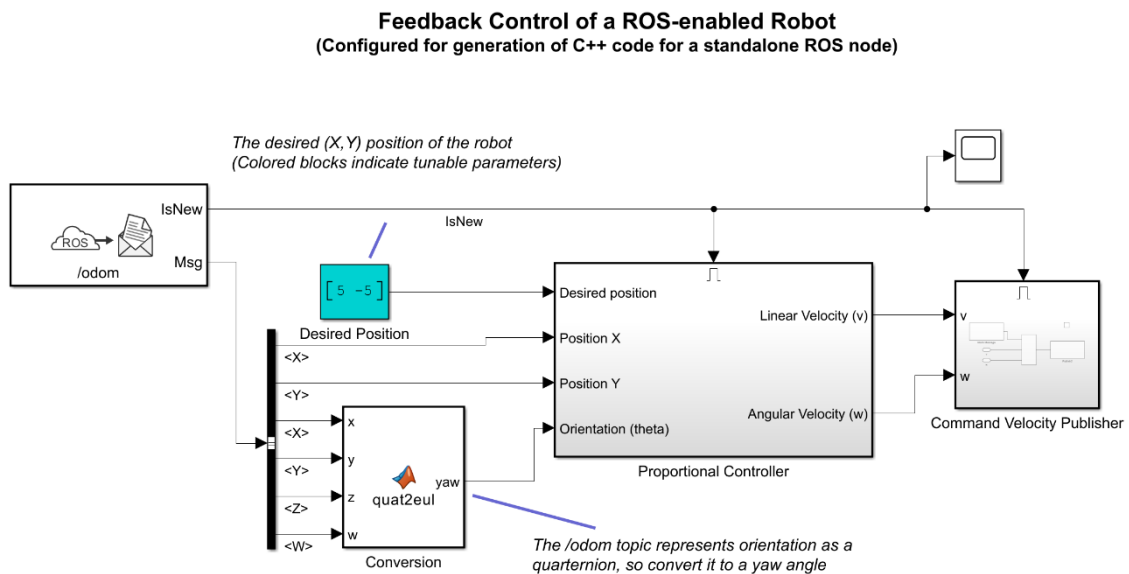 Feedback Control of a ROS-enabled Robot
(Configured for generation of C++ code for a standalone ROS node)
The desired (X,Y) position of the robot
(Colored blocks indicate tunable parameters)
IsNew
IsNew
ROS
/odom
Msg
[ 5 -5 ]
Desired Position
Desired position
Linear Velocity (v)
v
Position X
<X>
Position Y
<Y>
w
Angular Velocity (w)
Command Velocity Publisher
Orientation (theta)
<X>
x
<Y>
y
Proportional Controller
yaw
quat2eul
<Z>
z
<W>
w
Conversion
The /odom topic represents orientation as a
quarternion, so convert it to a yaw angle